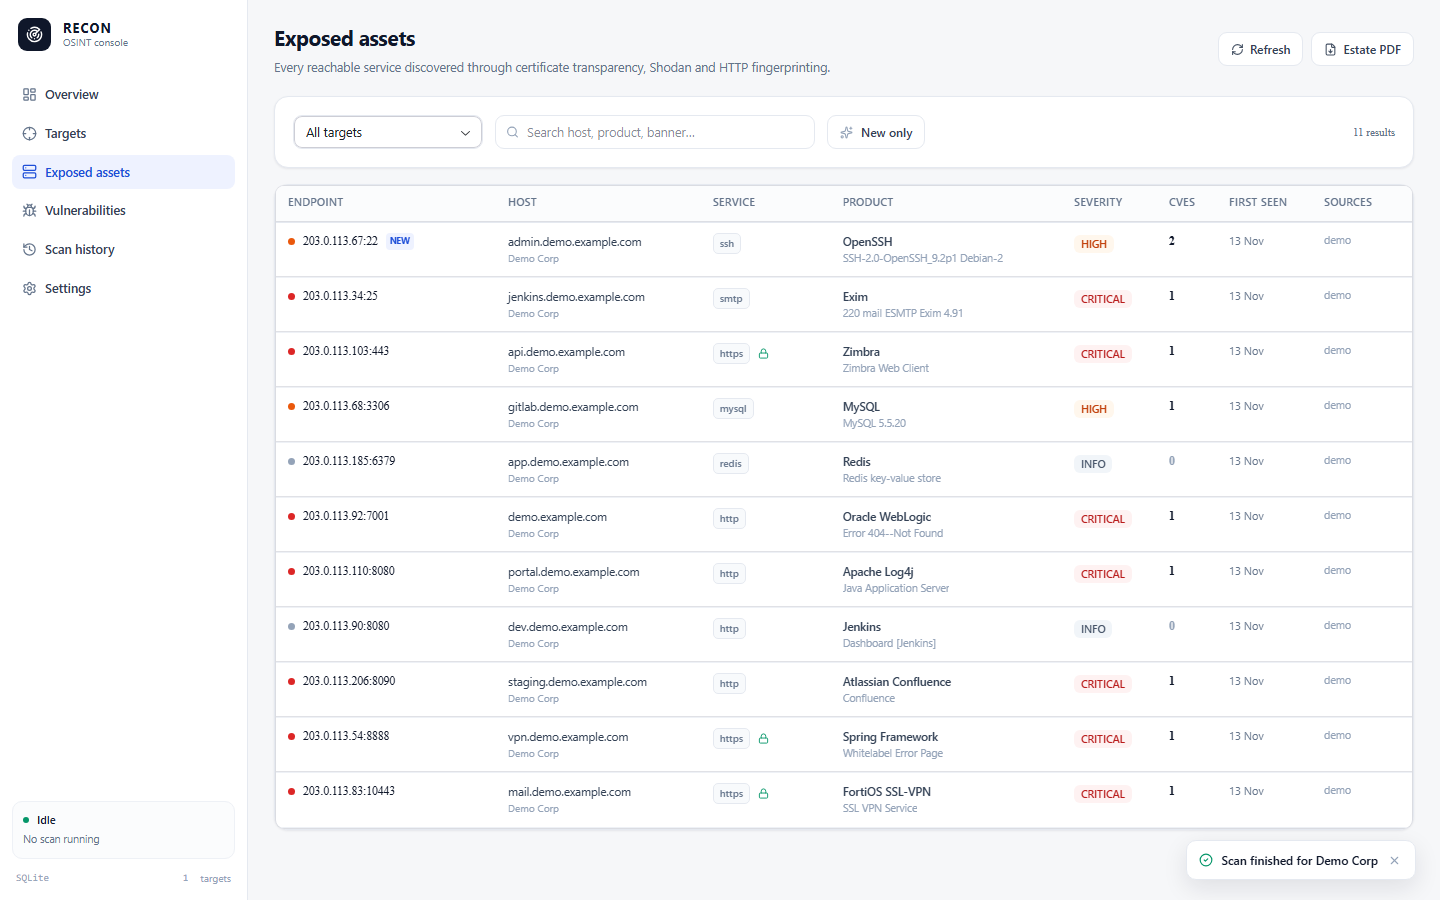 RECON
OSINT console
Overview
Targets
Exposed assets
Vulnerabilities
Scan history
Settings
Idle
No scan running
SQLite 1 targets
Exposed assets
Every reachable service discovered through certificate transparency, Shodan and HTTP fingerprinting.
Refresh
Estate PDF
All targets
Search host, product, banner...
New only
11 results
ENDPOINT HOST SERVICE PRODUCT SEVERITY CVES FIRST SEEN SOURCES
203.0.113.67:22 NEW admin.demo.example.com ssh OpenSSH HIGH 2 13 Nov demo
Demo Corp SSH-2.0-OpenSSH_9.2p1 Debian-2
203.0.113.34:25 jenkins.demo.example.com smtp Exim CRITICAL 1 13 Nov demo
Demo Corp 220 mail ESMTP Exim 4.91
203.0.113.103:443 api.demo.example.com https Zimbra CRITICAL 1 13 Nov demo
Demo Corp Zimbra Web Client
203.0.113.68:3306 gitlab.demo.example.com mysql MySQL HIGH 1 13 Nov demo
Demo Corp MySQL 5.5.20
203.0.113.185:6379 app.demo.example.com redis Redis INFO 0 13 Nov demo
Demo Corp Redis key-value store
203.0.113.92:7001 demo.example.com http Oracle WebLogic CRITICAL 1 13 Nov demo
Demo Corp Error 404--Not Found
203.0.113.110:8080 portal.demo.example.com http Apache Log4j CRITICAL 1 13 Nov demo
Demo Corp Java Application Server
203.0.113.90:8080 dev.demo.example.com http Jenkins INFO 0 13 Nov demo
Demo Corp Dashboard [Jenkins]
203.0.113.206:8090 staging.demo.example.com http Atlassian Confluence CRITICAL 1 13 Nov demo
Demo Corp Confluence
203.0.113.54:8888 vpn.demo.example.com https Spring Framework CRITICAL 1 13 Nov demo
Demo Corp Whitelabel Error Page
203.0.113.83:10443 mail.demo.example.com https FortiOS SSL-VPN CRITICAL 1 13 Nov demo
Demo Corp SSL VPN Service
Scan finished for Demo Corp